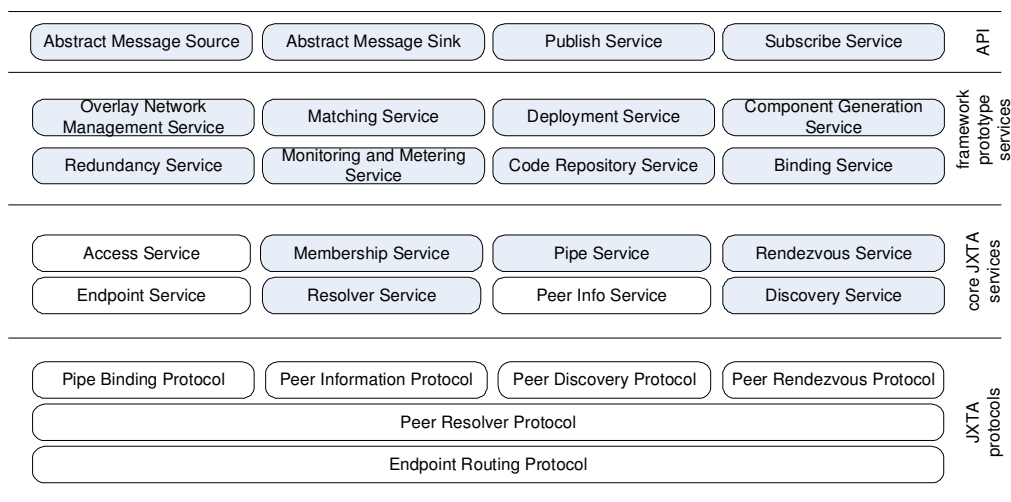 Abstract Message Source
Abstract Message Sink
Publish Service
Subscribe Service
API
Overlay Network
Management Service
Matching Service
Deployment Service
Component Generation
Service
Redundancy Service
Monitoring and Metering
Service
Code Repository Service
Binding Service
framework
prototype
services
Access Service
Membership Service
Pipe Service
Rendezvous Service
Endpoint Service
Resolver Service
Peer Info Service
Discovery Service
core JXTA
services
Pipe Binding Protocol
Peer Information Protocol
Peer Discovery Protocol
Peer Rendezvous Protocol
Peer Resolver Protocol
Endpoint Routing Protocol
JXTA
protocols